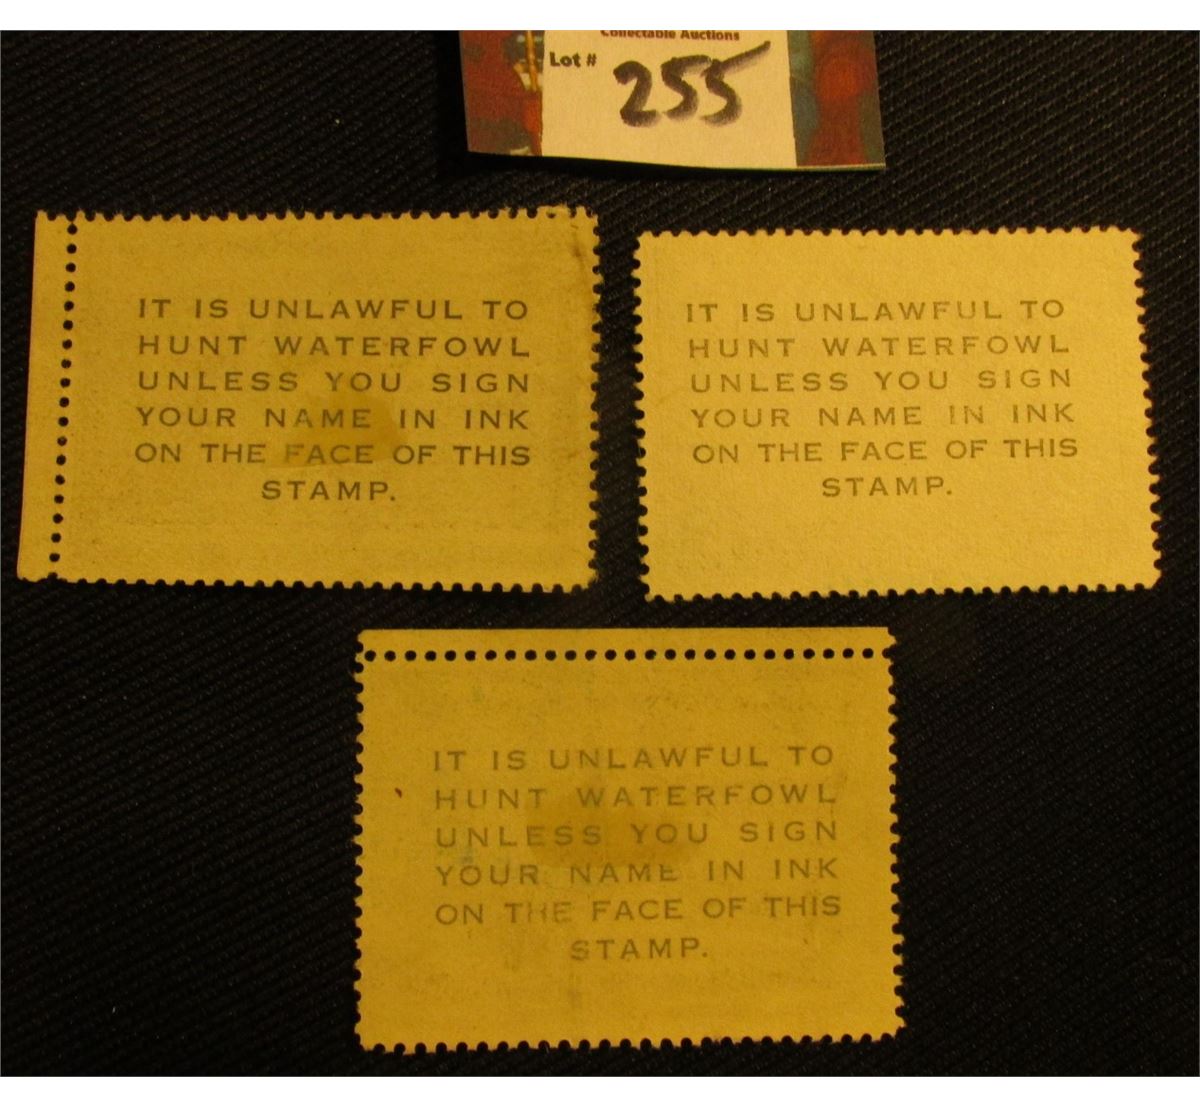 Collectable Auctions
Lot # 255
IT IS UNLAWFUL TO
HUNT WATERFOWL
UNLESS YOU SIGN
YOUR NAME IN INK
ON THE FACE OF THIS
STAMP.
IT IS UNLAWFUL TO
HUNT WATERFOWL
UNLESS YOU SIGN
YOUR NAME IN INK
ON THE FACE OF THIS
STAMP.
IT IS UNLAWFUL TO
HUNT WATERFOWL
UNLESS YOU SIGN
YOUR NAME IN INK
ON THE FACE OF THIS
STAMP.